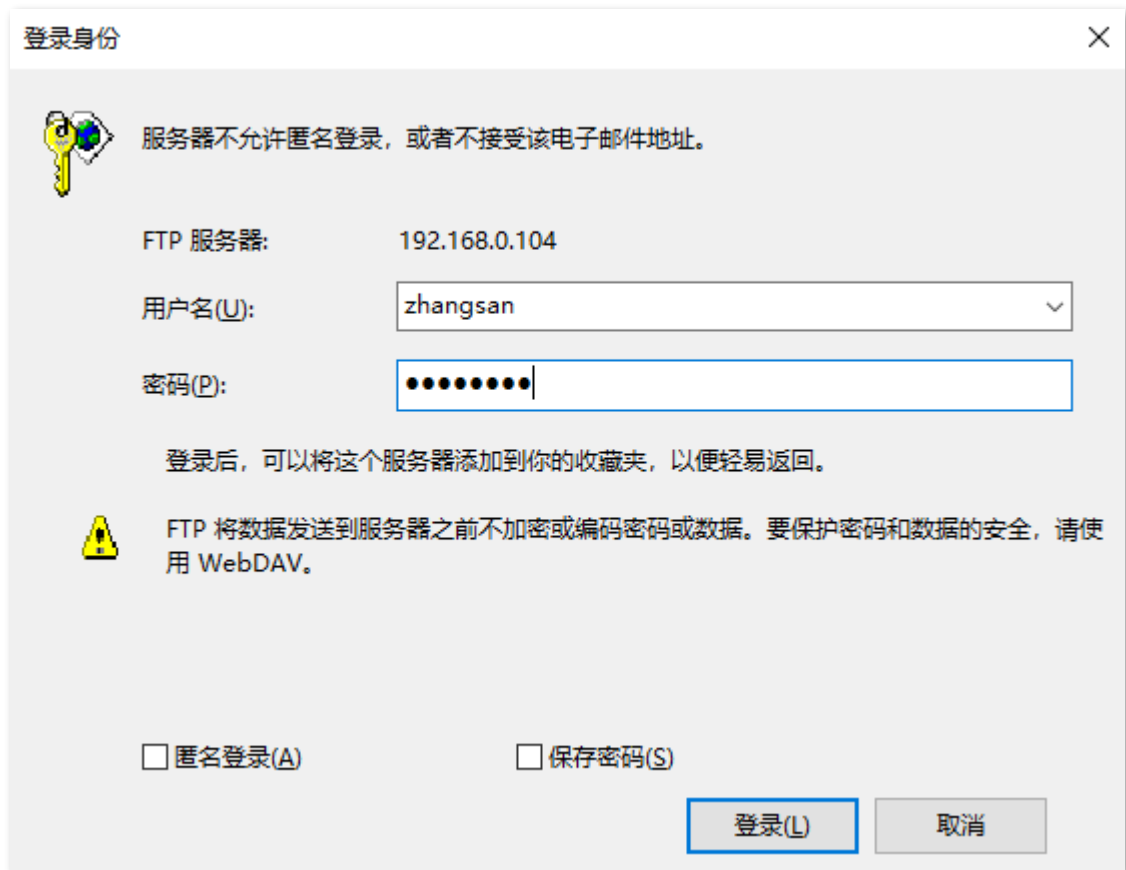 登录身份
服务器不允许匿名登录，或者不接受该电子邮件地址。
FTP 服务器: 192.168.0.104
用户名(U): zhangsan
密码(P): ●●●●●●●●
登录后，可以将这个服务器添加到你的收藏夹，以便轻易返回。
FTP 将数据发送到服务器之前不加密或编码密码或数据。要保护密码和数据的安全，请使
用 WebDAV。
匿名登录(A) 保存密码(S)
登录(L) 取消